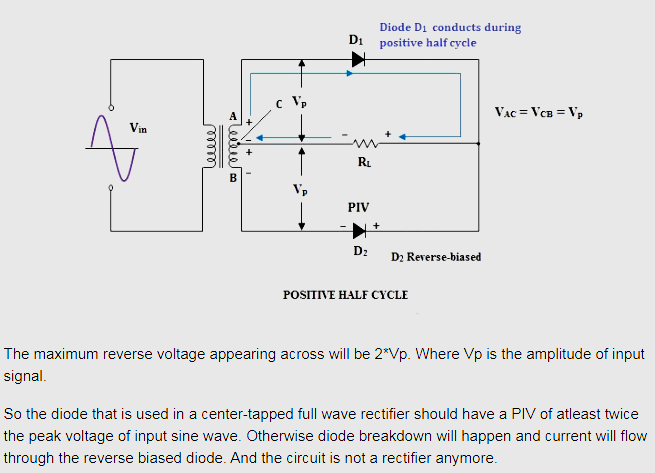 Diode D1 conducts during
D1 positive half cycle
C Vp
A +
VAC = VCB = Vp
Vin
- +
-
+
RL
B -
Vp
PIV
- +
D2
D2 Reverse-biased
POSITIVE HALF CYCLE
The maximum reverse voltage appearing across will be 2*Vp. Where Vp is the amplitude of input
signal.
So the diode that is used in a center-tapped full wave rectifier should have a PIV of atleast twice
the peak voltage of input sine wave. Otherwise diode breakdown will happen and current will flow
through the reverse biased diode. And the circuit is not a rectifier anymore.